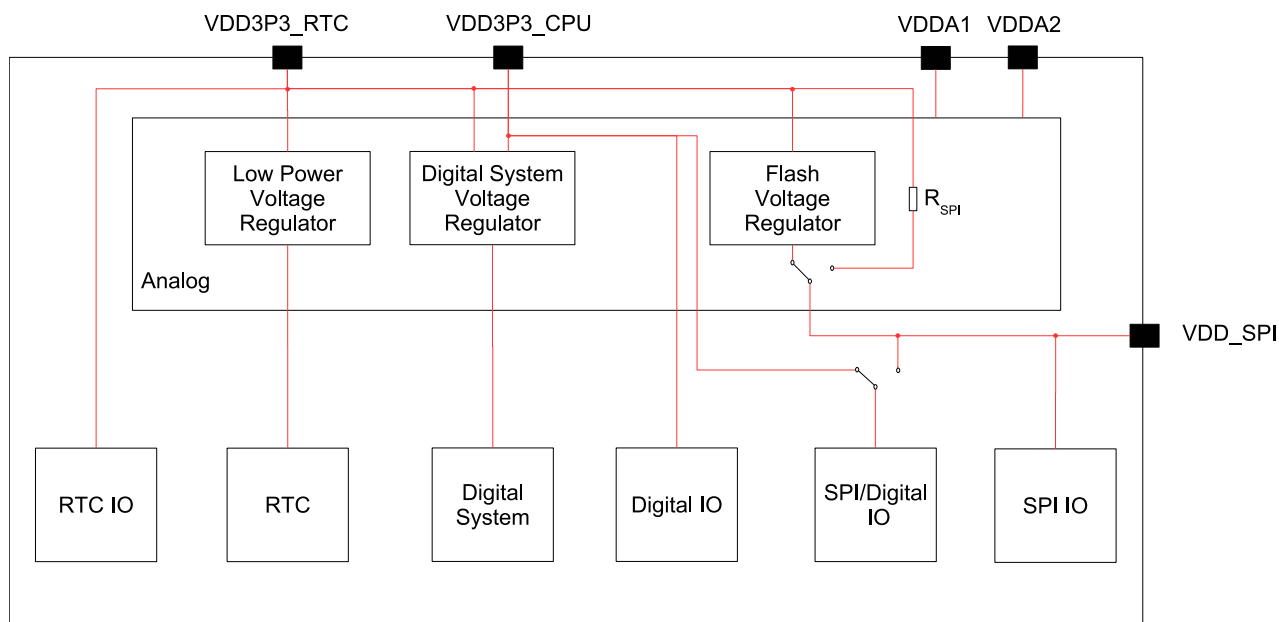 VDD3P3_RTC
VDD3P3_CPU
VDDA1
VDDA2
Low Power
Voltage
Regulator
Digital System
Voltage
Regulator
Flash
Voltage
Regulator
RSPI
Analog
VDD_SPI
RTC IO
RTC
Digital
System
Digital IO
SPI/Digital
IO
SPI IO